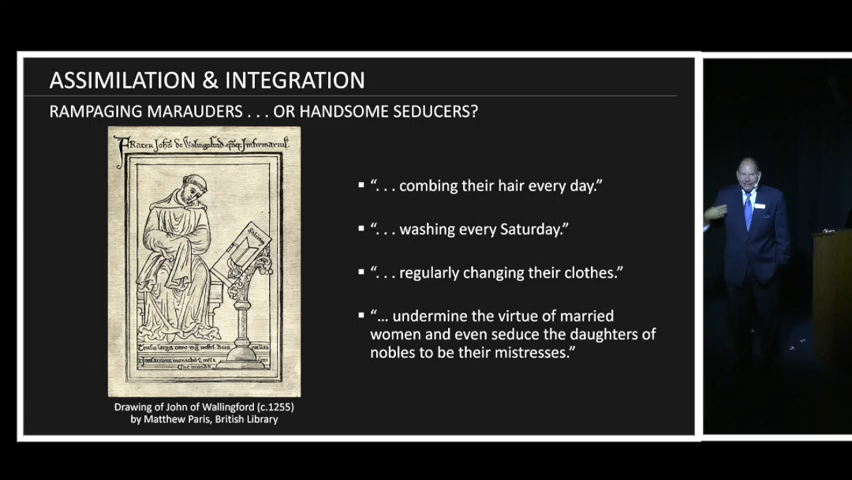 ASSIMILATION & INTEGRATION
RAMPAGING MARAUDERS . . . OR HANDSOME SEDUCERS?
▪ “. . . combing their hair every day.”
▪ “. . . washing every Saturday.”
▪ “. . . regularly changing their clothes.”
▪ “... undermine the virtue of married
women and even seduce the daughters of
nobles to be their mistresses.”
Drawing of John of Wallingford (c.1255)
by Matthew Paris, British Library